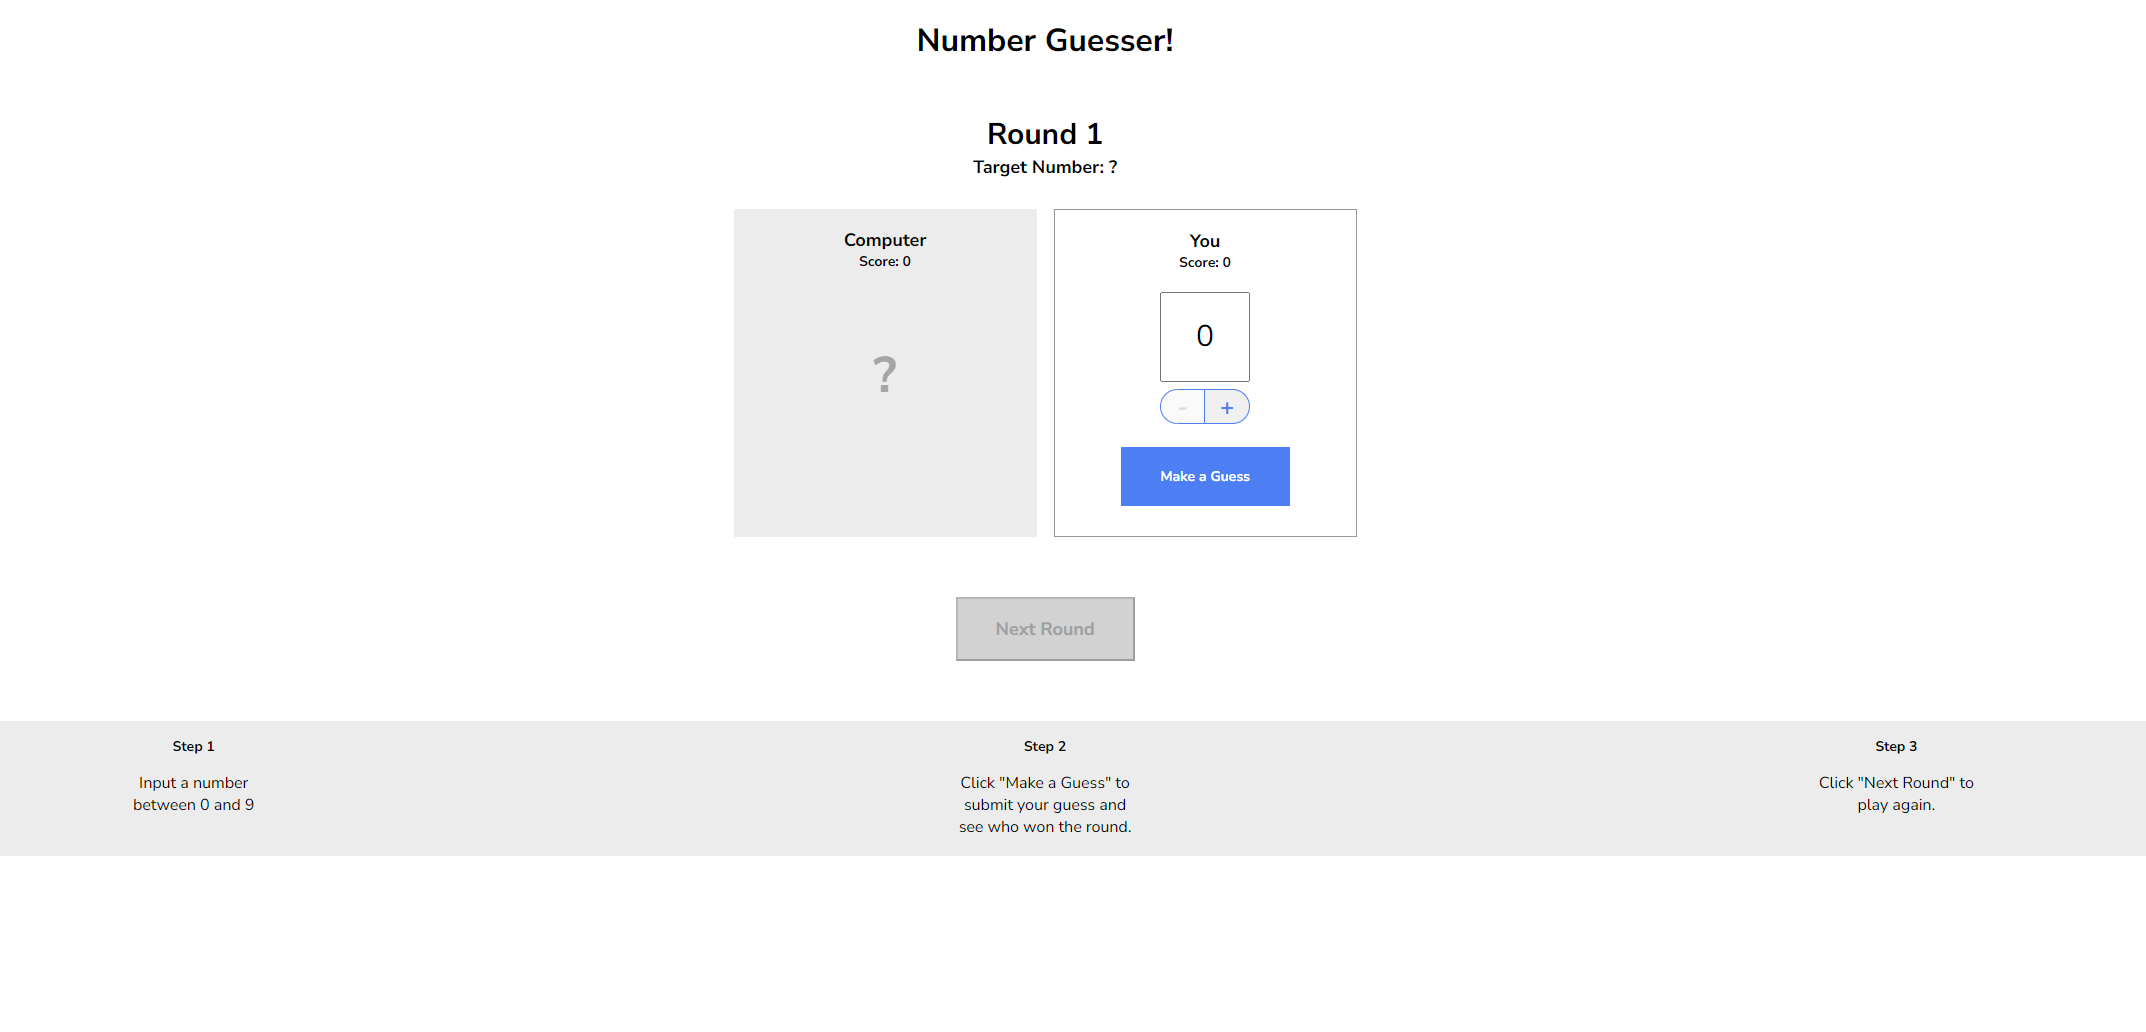 Number Guesser!
Round 1
Target Number: ?
Computer
Score: 0
?
You
Score: 0
0
- +
Make a Guess
Next Round
Step 1
Input a number
between 0 and 9
Step 2
Click "Make a Guess" to
submit your guess and
see who won the round.
Step 3
Click "Next Round" to
play again.